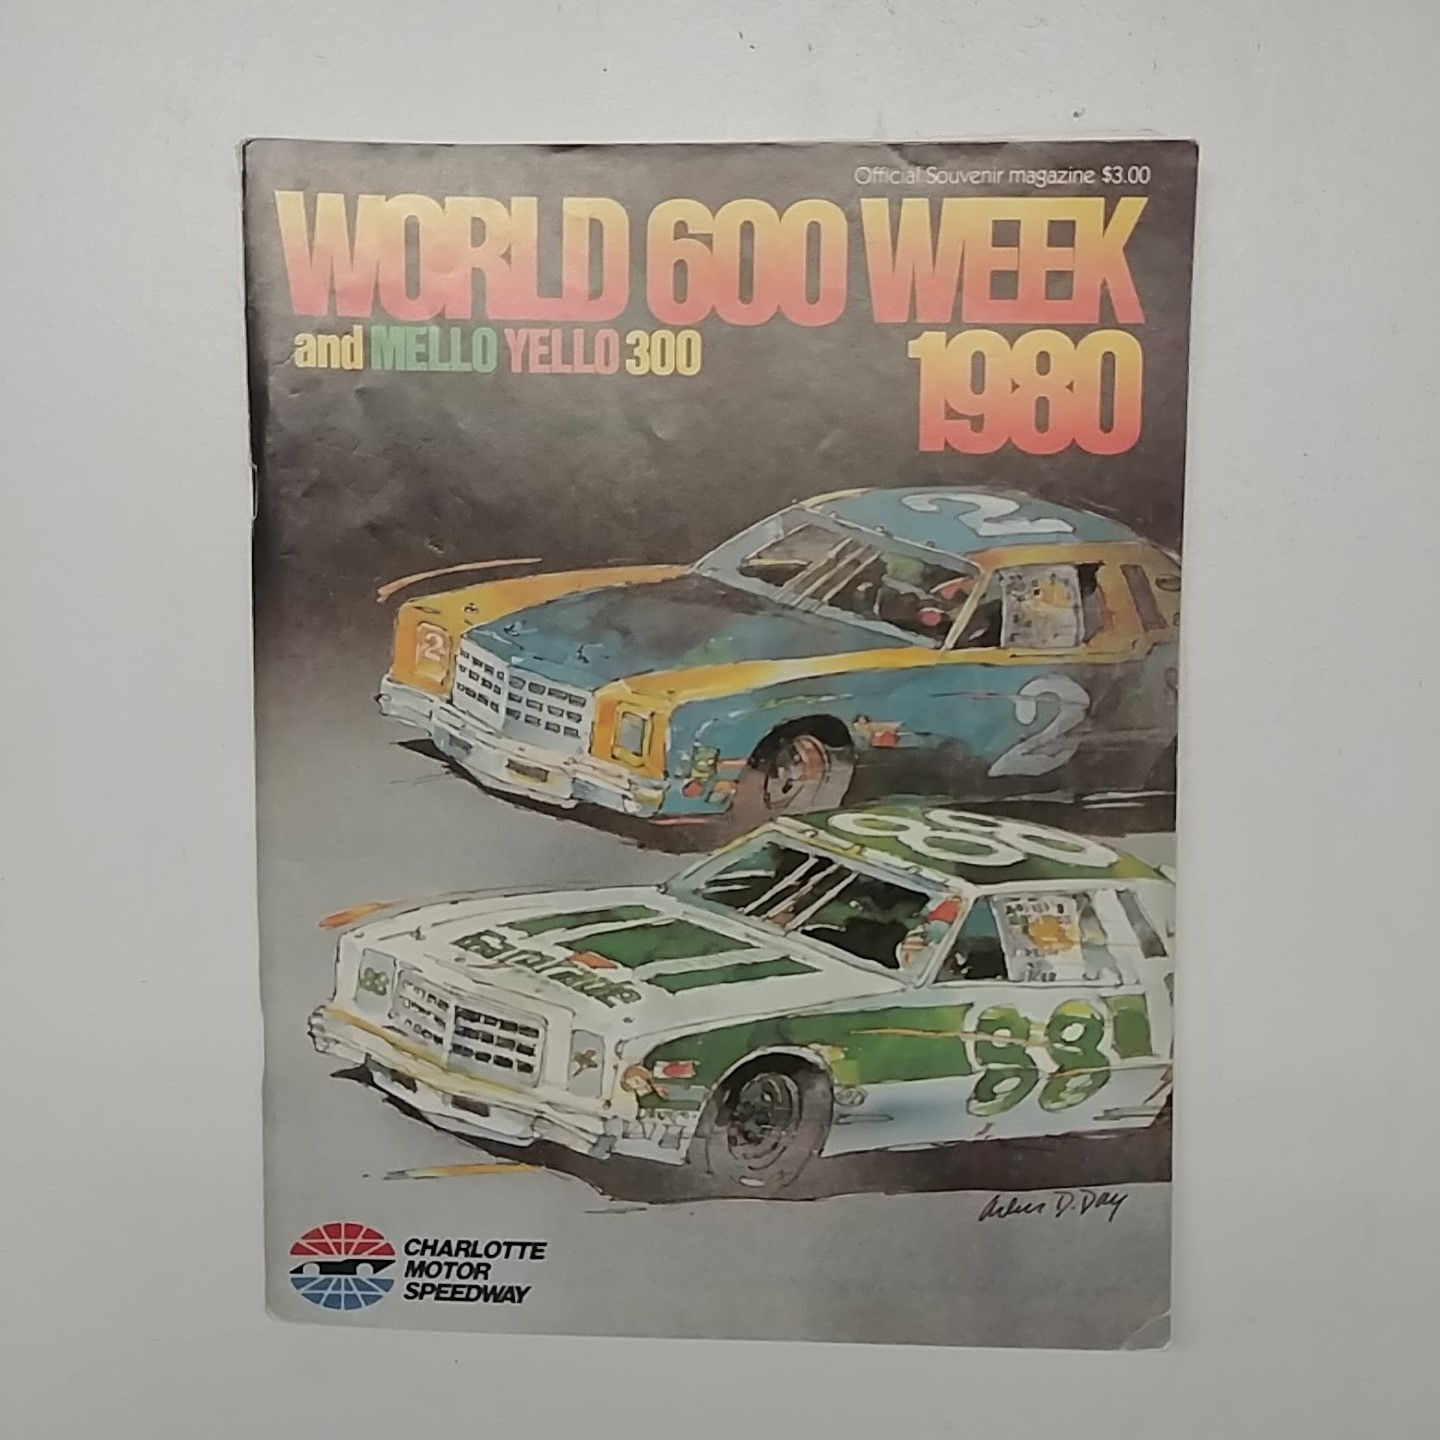 Official Souvenir magazine $3.00
WORLD 600 WEEK
and MELLO YELLO 300
1980
2
2
2
88
Gatorade
88
88
D. Day
CHARLOTTE
MOTOR
SPEEDWAY